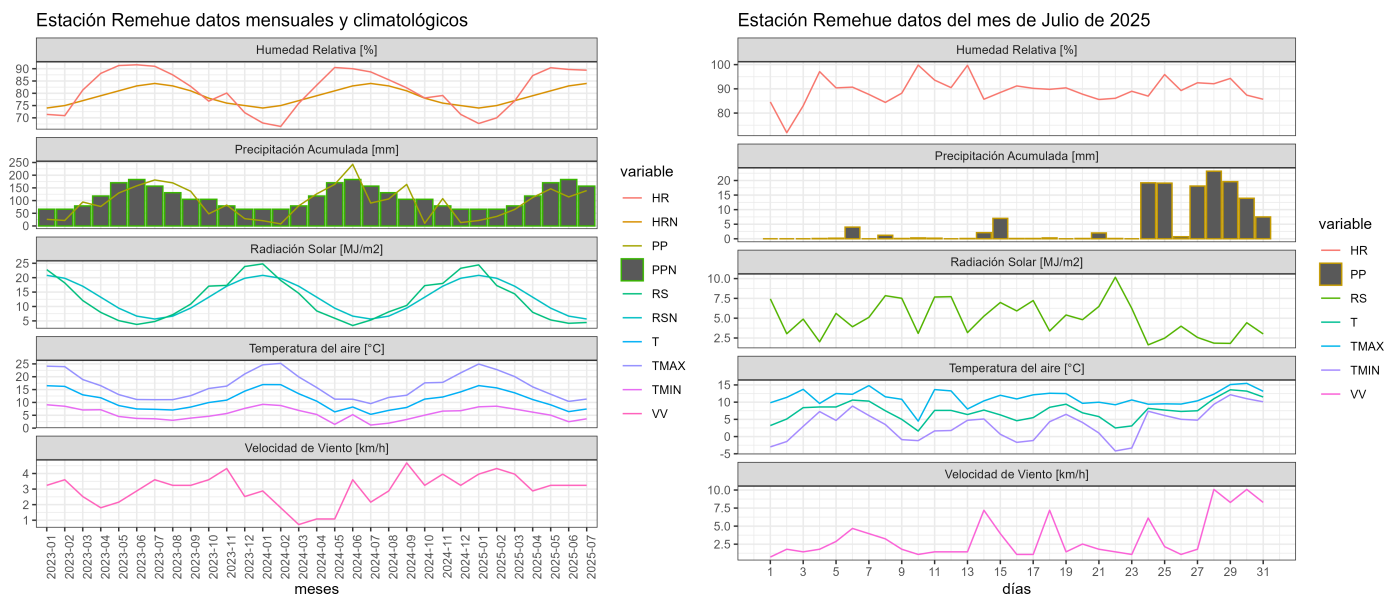 Estación Remehue datos mensuales y climatológicos
Humedad Relativa [%]
90
85
80
75
70
Precipitación Acumulada [mm]
250
200
150
100
50
0
Radiación Solar [MJ/m2]
25
20
15
10
5
Temperatura del aire [°C]
25
20
15
10
5
0
Velocidad de Viento [km/h]
4
3
2
1
2023-01
2023-02
2023-03
2023-04
2023-05
2023-06
2023-07
2023-08
2023-09
2023-10
2023-11
2023-12
2024-01
2024-02
2024-03
2024-04
2024-05
2024-06
2024-07
2024-08
2024-09
2024-10
2024-11
2024-12
2025-01
2025-02
2025-03
2025-04
2025-05
2025-06
2025-07
meses
variable
HR
HRN
PP
PPN
RS
RSN
T
TMAX
TMIN
VV
Estación Remehue datos del mes de Julio de 2025
Humedad Relativa [%]
100
90
80
Precipitación Acumulada [mm]
20
15
10
5
0
Radiación Solar [MJ/m2]
10.0
7.5
5.0
2.5
Temperatura del aire [°C]
15
10
5
0
-5
Velocidad de Viento [km/h]
10.0
7.5
5.0
2.5
1 3 5 7 9 11 13 15 17 19 21 23 25 27 29 31
días
variable
HR
PP
RS
T
TMAX
TMIN
VV